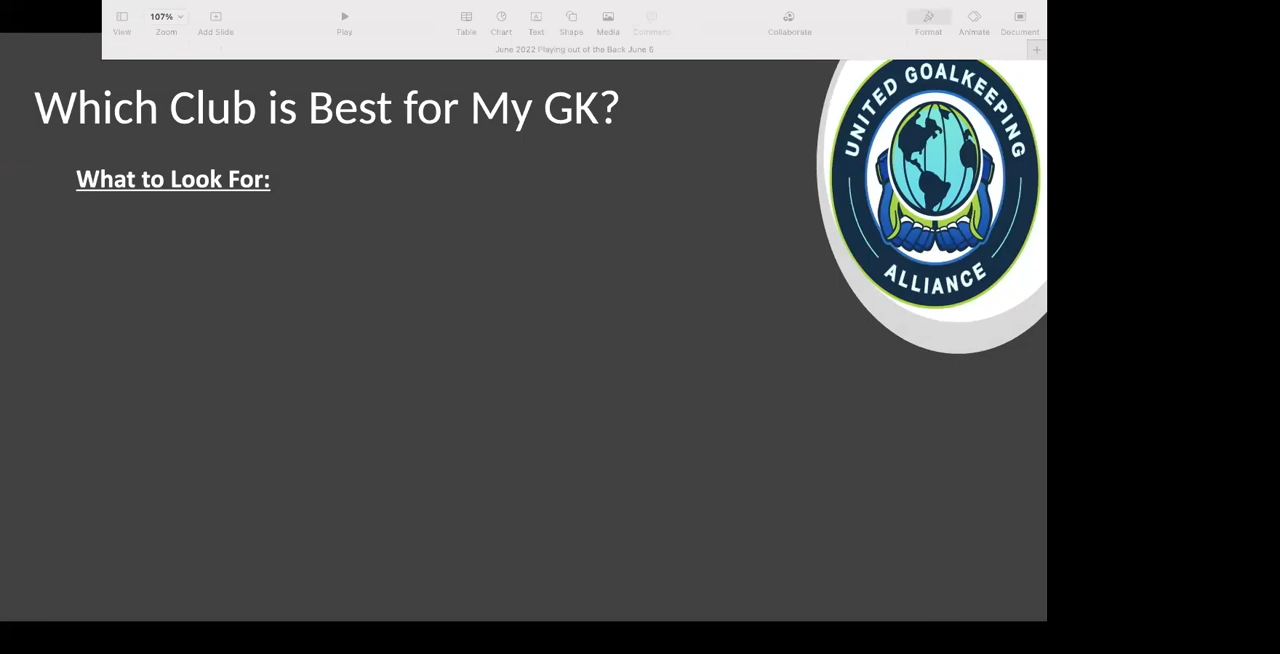 107%
View
Zoom
Add Slide
Play
Table
Chart
Text
Shape
Media
Comment
Collaborate
Format
Animate
Document
June 2022 Playing out of the Back June 6
Which Club is Best for My GK?
What to Look For:
UNITED GOALKEEPING
ALLIANCE